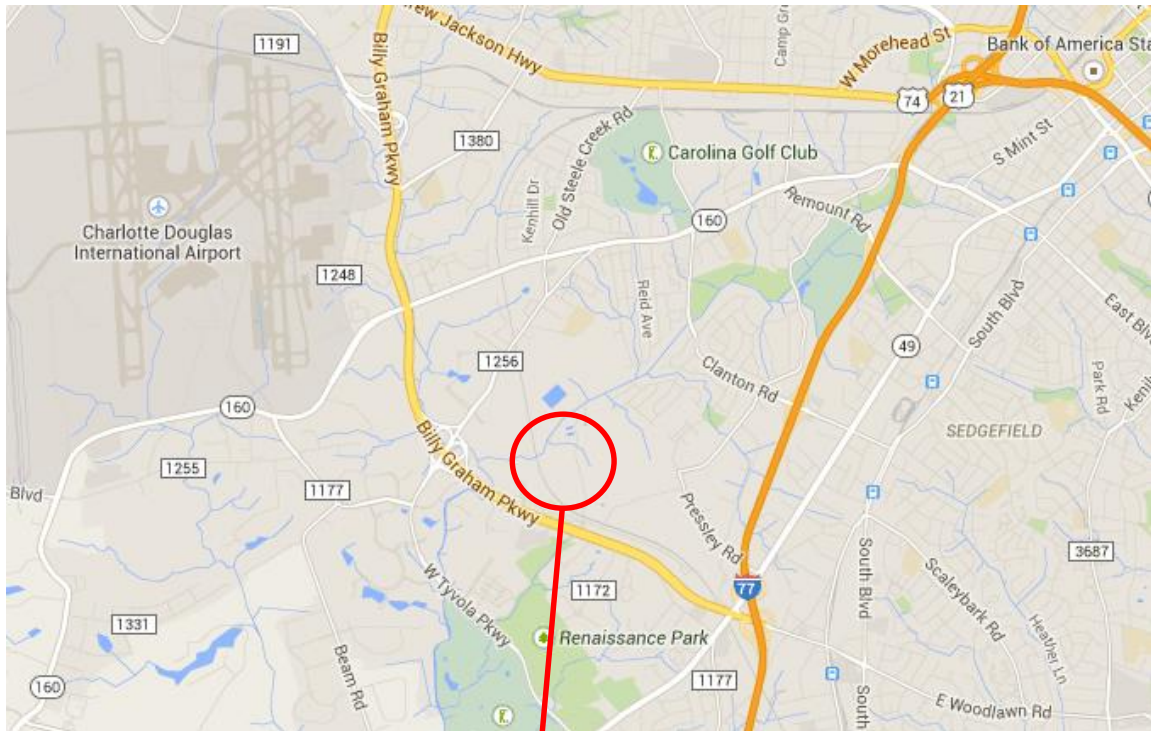 1191
Billy Graham Pkwy
rew Jackson Hwy
Camp Gr
W Morehead St
Bank of America Sta
74
21
1380
Old Steele Creek Rd
Kenhill Dr
Carolina Golf Club
S Mint St
Charlotte Douglas
International Airport
160
Remount Rd
1248
Reid Ave
East Blv
South Blvd
49
1256
Clanton Rd
Park Rd
Kenil
160
SEDGEFIELD
Billy Graham Pkwy
1255
Blvd
1177
Pressley Rd
3687
South Blvd
Scaleybark Rd
W Tyvola Pkwy
1172
77
1331
Renaissance Park
Heather Ln
Beam Rd
160
1177
South
E Woodlawn Rd